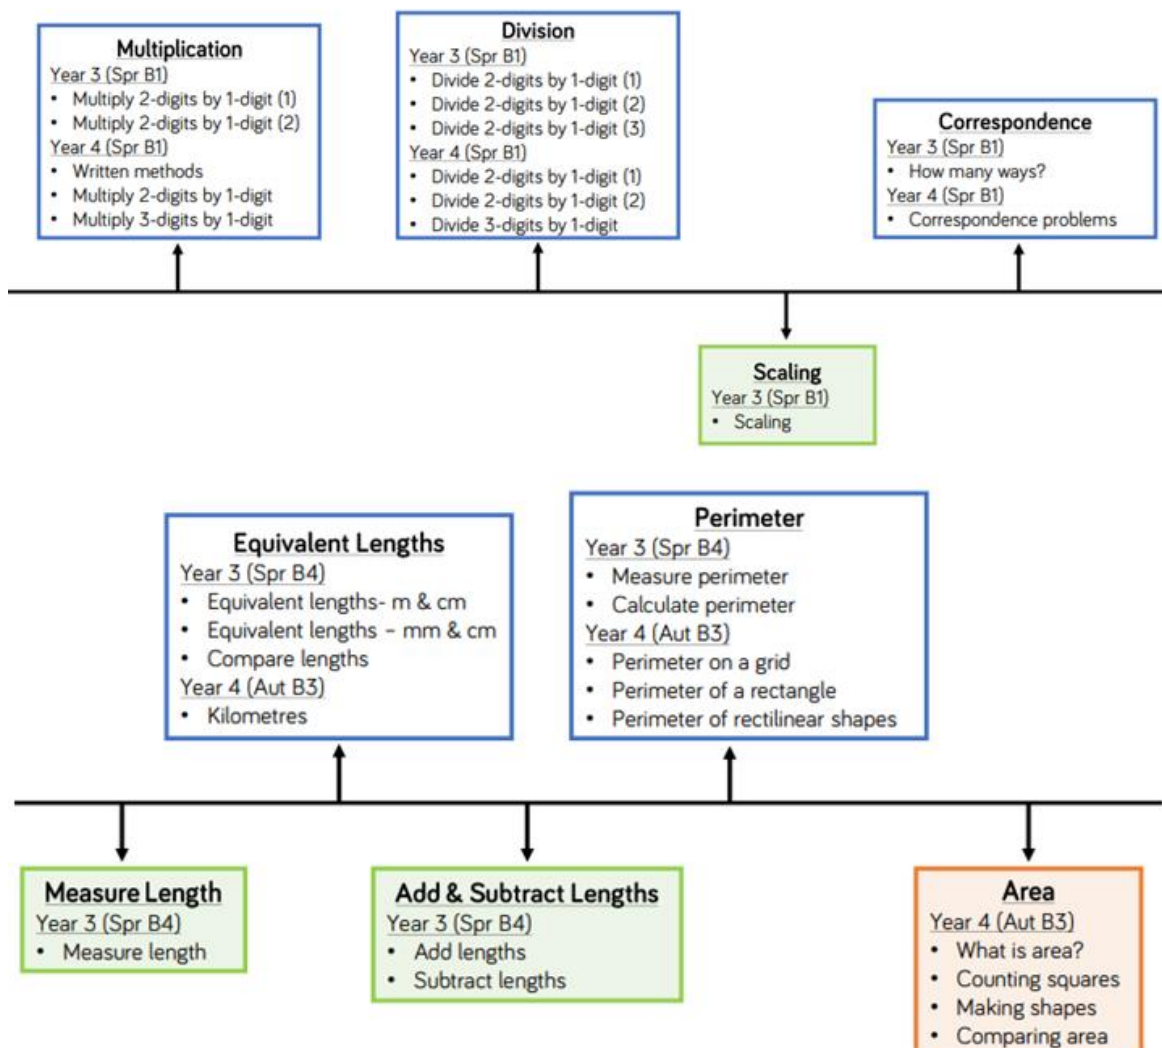 Multiplication
Year 3 (Spr B1)
• Multiply 2-digits by 1-digit (1)
• Multiply 2-digits by 1-digit (2)
Year 4 (Spr B1)
• Written methods
• Multiply 2-digits by 1-digit
• Multiply 3-digits by 1-digit
Division
Year 3 (Spr B1)
• Divide 2-digits by 1-digit (1)
• Divide 2-digits by 1-digit (2)
• Divide 2-digits by 1-digit (3)
Year 4 (Spr B1)
• Divide 2-digits by 1-digit (1)
• Divide 2-digits by 1-digit (2)
• Divide 3-digits by 1-digit
Correspondence
Year 3 (Spr B1)
• How many ways?
Year 4 (Spr B1)
• Correspondence problems
Scaling
Year 3 (Spr B1)
• Scaling
Equivalent Lengths
Year 3 (Spr B4)
• Equivalent lengths- m & cm
• Equivalent lengths – mm & cm
• Compare lengths
Year 4 (Aut B3)
• Kilometres
Perimeter
Year 3 (Spr B4)
• Measure perimeter
• Calculate perimeter
Year 4 (Aut B3)
• Perimeter on a grid
• Perimeter of a rectangle
• Perimeter of rectilinear shapes
Measure Length
Year 3 (Spr B4)
• Measure length
Add & Subtract Lengths
Year 3 (Spr B4)
• Add lengths
• Subtract lengths
Area
Year 4 (Aut B3)
• What is area?
• Counting squares
• Making shapes
• Comparing area